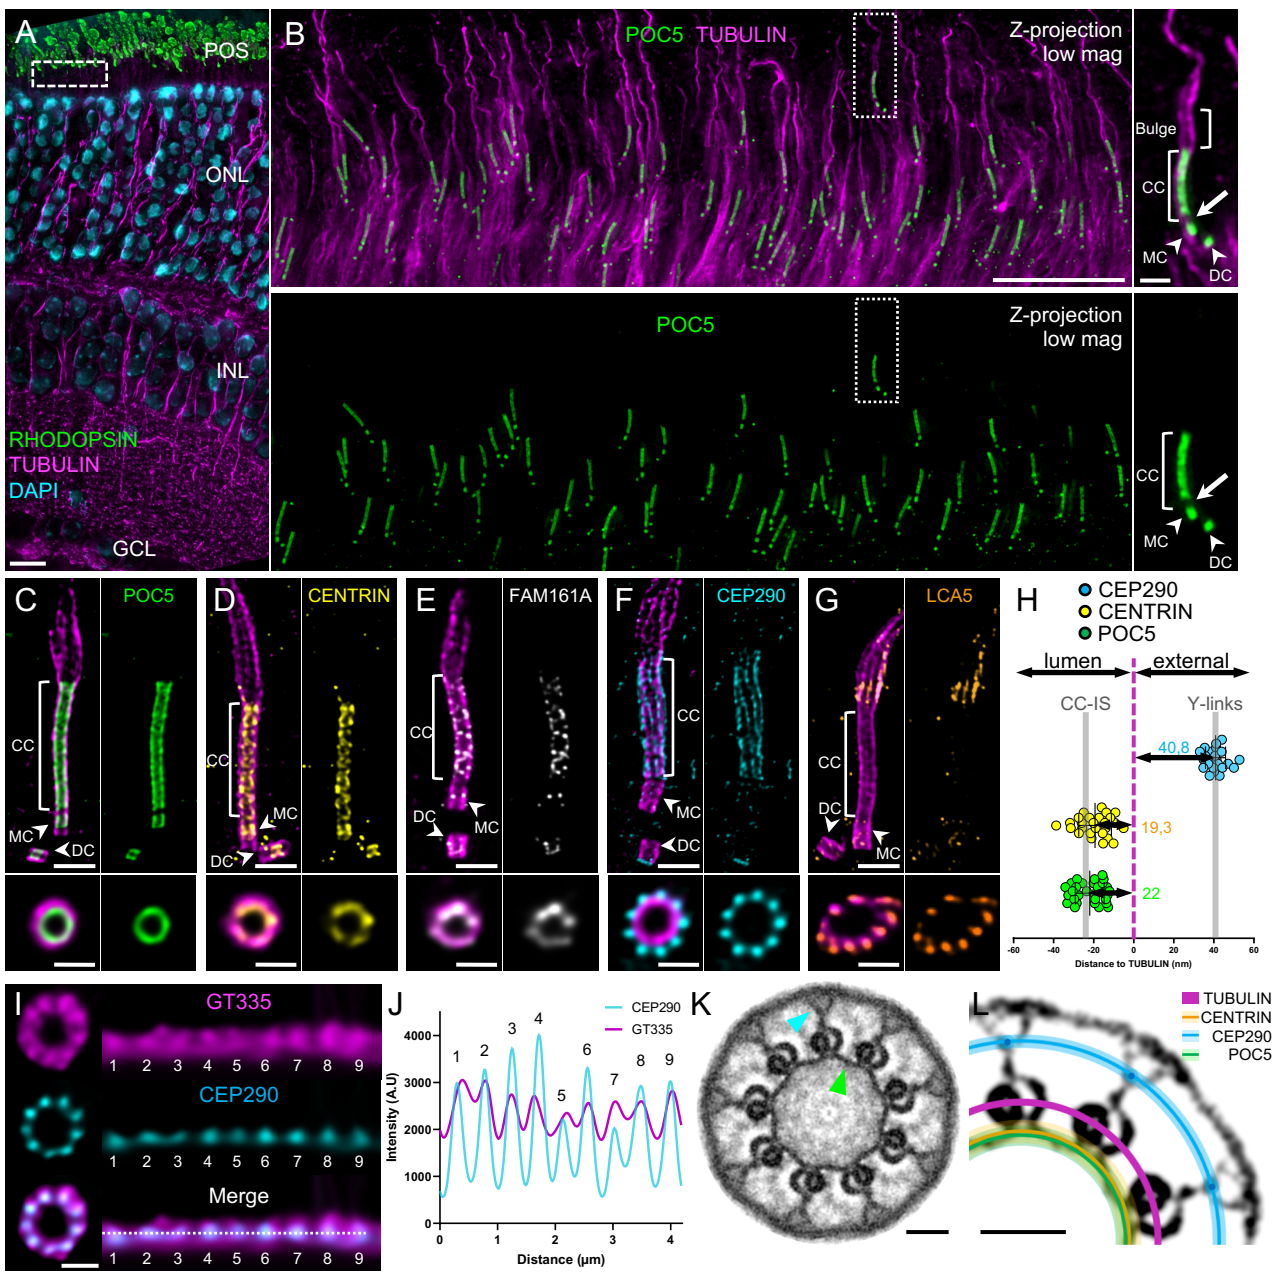 A
POS
ONL
INL
RHODOPSIN
TUBULIN
DAPI
GCL
B
POC5 TUBULIN
Z-projection
low mag
Bulge
CC
MC
DC
POC5
Z-projection
low mag
CC
MC
DC
C
POC5
CC
MC
DC
D
CENTRIN
CC
MC
DC
E
FAM161A
CC
DC
MC
F
CEP290
CC
MC
DC
G
LCA5
CC
DC
MC
H
CEP290
CENTRIN
POC5
lumen
external
CC-IS
Y-links
40,8
19,3
22
-60 -40 -20 0 20 40 60
Distance to TUBULIN (nm)
I
GT335
1 2 3 4 5 6 7 8 9
CEP290
1 2 3 4 5 6 7 8 9
Merge
1 2 3 4 5 6 7 8 9
J
CEP290
GT335
Intensity (A.U)
4000
3000
2000
1000
0
1 2 3 4 5 6 7 8 9
0 1 2 3 4
Distance (µm)
K
L
TUBULIN
CENTRIN
CEP290
POC5